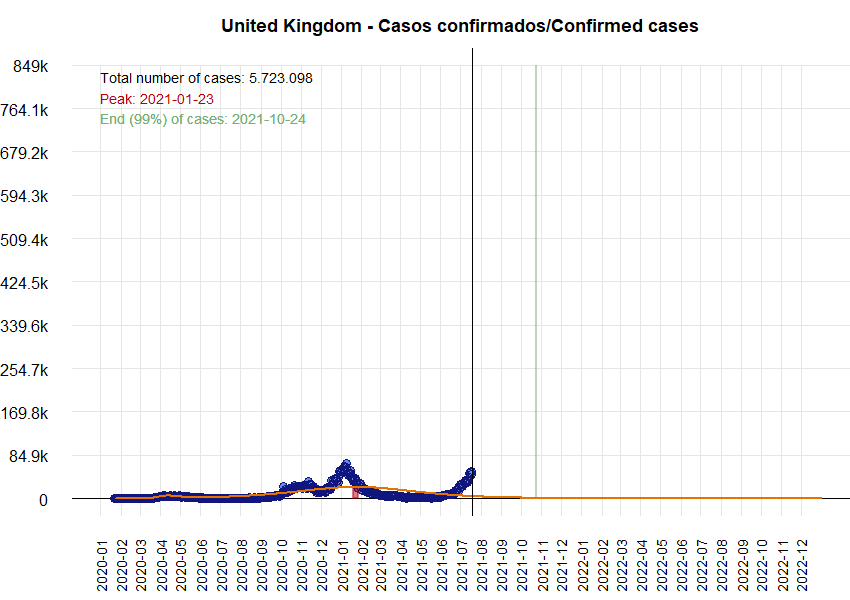 United Kingdom - Casos confirmados/Confirmed cases
849k
Total number of cases: 5.723.098
Peak: 2021-01-23
764.1k
End (99%) of cases: 2021-10-24
679.2k
594.3k
509.4k
424.5k
339.6k
254.7k
169.8k
84.9k
0
2020-01
2020-02
2020-03
2020-04
2020-05
2020-06
2020-07
2020-08
2020-09
2020-10
2020-11
2020-12
2021-01
2021-02
2021-03
2021-04
2021-05
2021-06
2021-07
2021-08
2021-09
2021-10
2021-11
2021-12
2022-01
2022-02
2022-03
2022-04
2022-05
2022-06
2022-07
2022-08
2022-09
2022-10
2022-11
2022-12